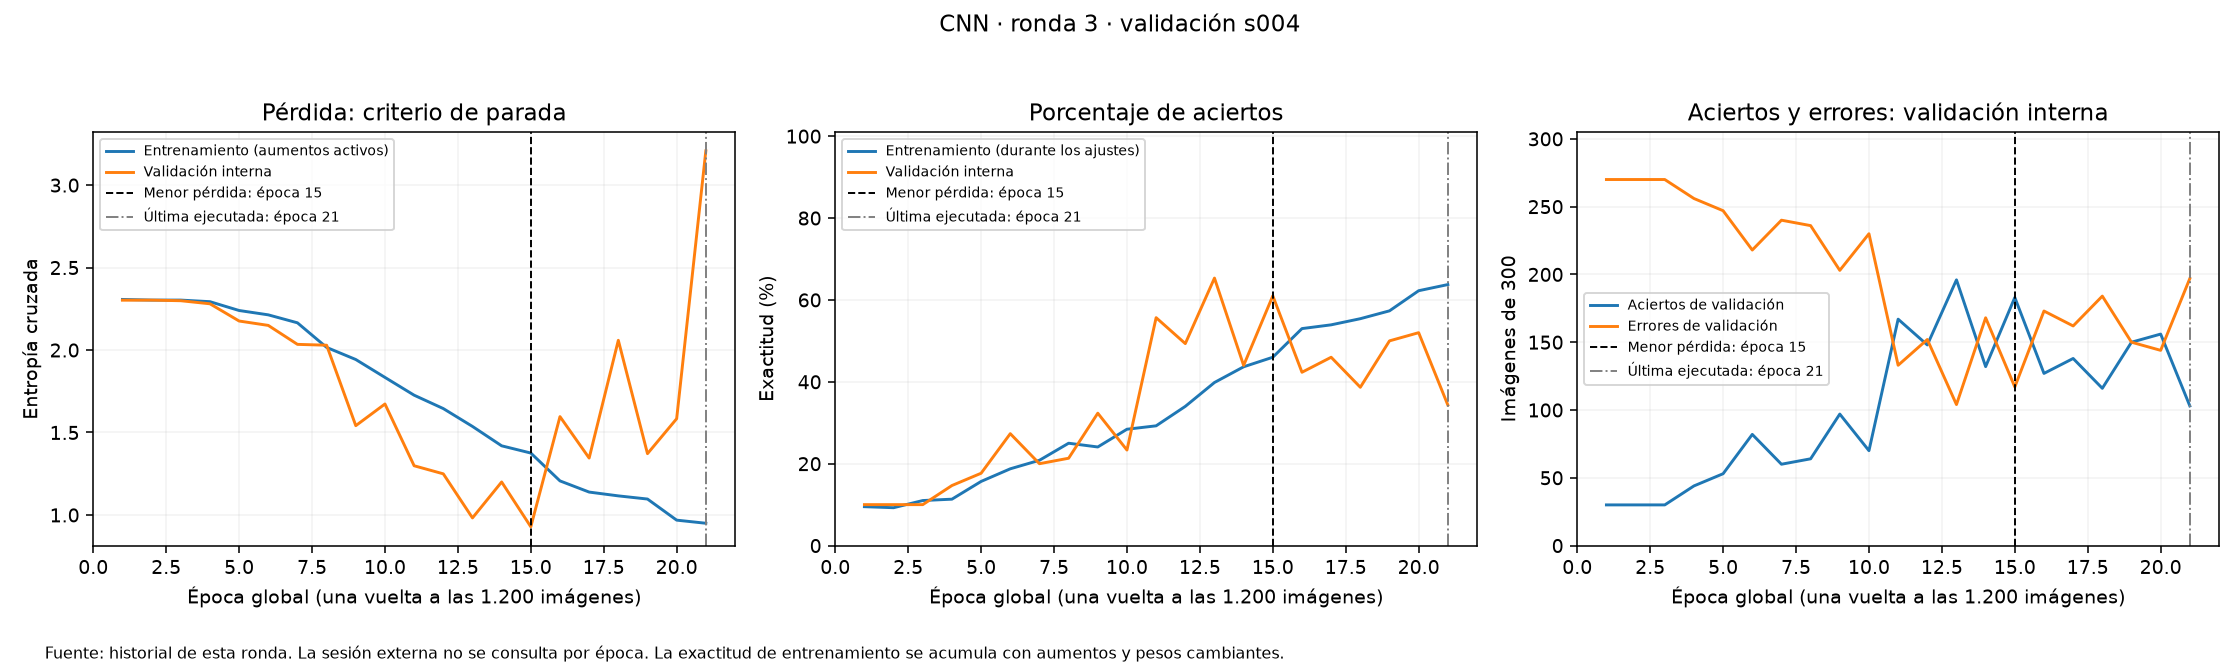 CNN · ronda 3 · validación s004
Pérdida: criterio de parada
Entropía cruzada
3.0
2.5
2.0
1.5
1.0
Entrenamiento (aumentos activos)
Validación interna
Menor pérdida: época 15
Última ejecutada: época 21
0.0 2.5 5.0 7.5 10.0 12.5 15.0 17.5 20.0
Época global (una vuelta a las 1.200 imágenes)
Porcentaje de aciertos
Exactitud (%)
100
80
60
40
20
0
Entrenamiento (durante los ajustes)
Validación interna
Menor pérdida: época 15
Última ejecutada: época 21
0.0 2.5 5.0 7.5 10.0 12.5 15.0 17.5 20.0
Época global (una vuelta a las 1.200 imágenes)
Aciertos y errores: validación interna
Imágenes de 300
300
250
200
150
100
50
0
Aciertos de validación
Errores de validación
Menor pérdida: época 15
Última ejecutada: época 21
0.0 2.5 5.0 7.5 10.0 12.5 15.0 17.5 20.0
Época global (una vuelta a las 1.200 imágenes)
Fuente: historial de esta ronda. La sesión externa no se consulta por época. La exactitud de entrenamiento se acumula con aumentos y pesos cambiantes.